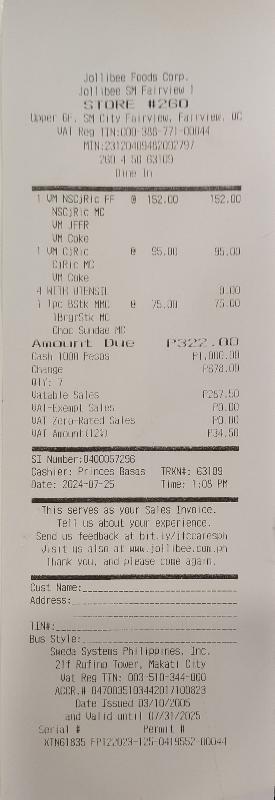 Jollibee Foods Corp.
Jollibee SM Fairview 1
STORE #260
Upper GF, SM City Fairview, Fairview, QC
VAT Reg TIN:000-388-771-00044
MIN:23120409482002797
260 4 50 63109
Dine In
1 VM NSCjRic FF @ 152.00 152.00
NSCjRic MC
VM JFFR
VM Coke
1 VM CjRic @ 95.00 95.00
CjRic MC
VM Coke
4 WITH UTENSIL 0.00
1 1pc BStk MMC @ 75.00 75.00
1BrgrStk MC
Choc Sundae MC
Amount Due P322.00
Cash 1000 Pesos P1,000.00
Change P678.00
QTY: 7
Vatable Sales P287.50
VAT-Exempt Sales P0.00
VAT Zero-Rated Sales P0.00
VAT Amount(12%) P34.50
SI Number:0400057296
Cashier: Princes Basas TRXN#: 63109
Date: 2024-07-25 Time: 1:05 PM
This serves as your Sales Invoice.
Tell us about your experience.
Send us feedback at bit.ly/jfccaresph
Visit us also at www.jollibee.com.ph
Thank you, and please come again.
Cust Name:
Address:
TIN#:
Bus Style:
Sweda Systems Philippines, Inc.
21f Rufino Tower, Makati City
Vat Reg TIN: 003-510-344-000
ACCR.# 0470035103442017100823
Date Issued 03/10/2005
and Valid until 07/31/2025
Serial # Permit #
XTN61835 FP122023-125-0419552-00044